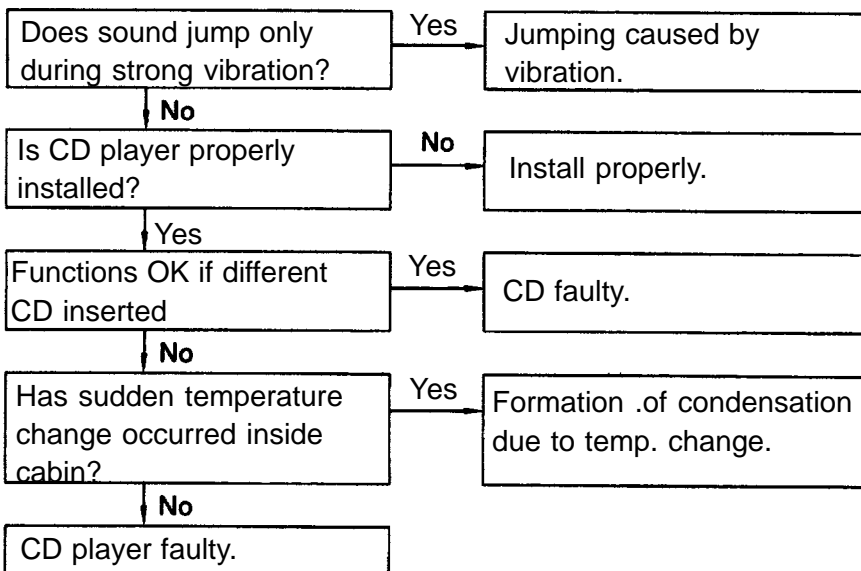 Does sound jump only
during strong vibration?
Yes
Jumping caused by
vibration.
No
Is CD player properly
installed?
No
Install properly.
Yes
Functions OK if different
CD inserted
Yes
CD faulty.
No
Has sudden temperature
change occurred inside
cabin?
Yes
Formation .of condensation
due to temp. change.
No
CD player faulty.